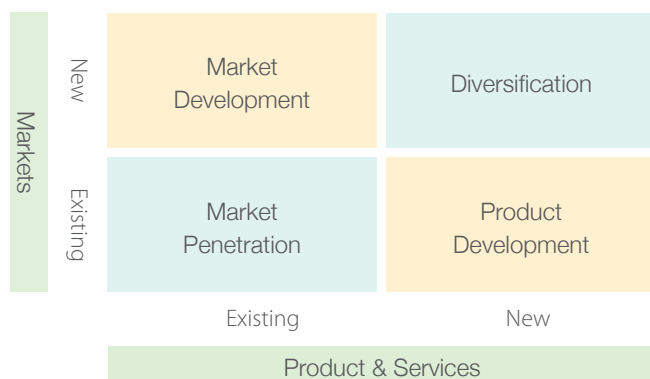 Markets
New
Market
Development
Diversification
Existing
Market
Penetration
Product
Development
Existing
New
Product & Services